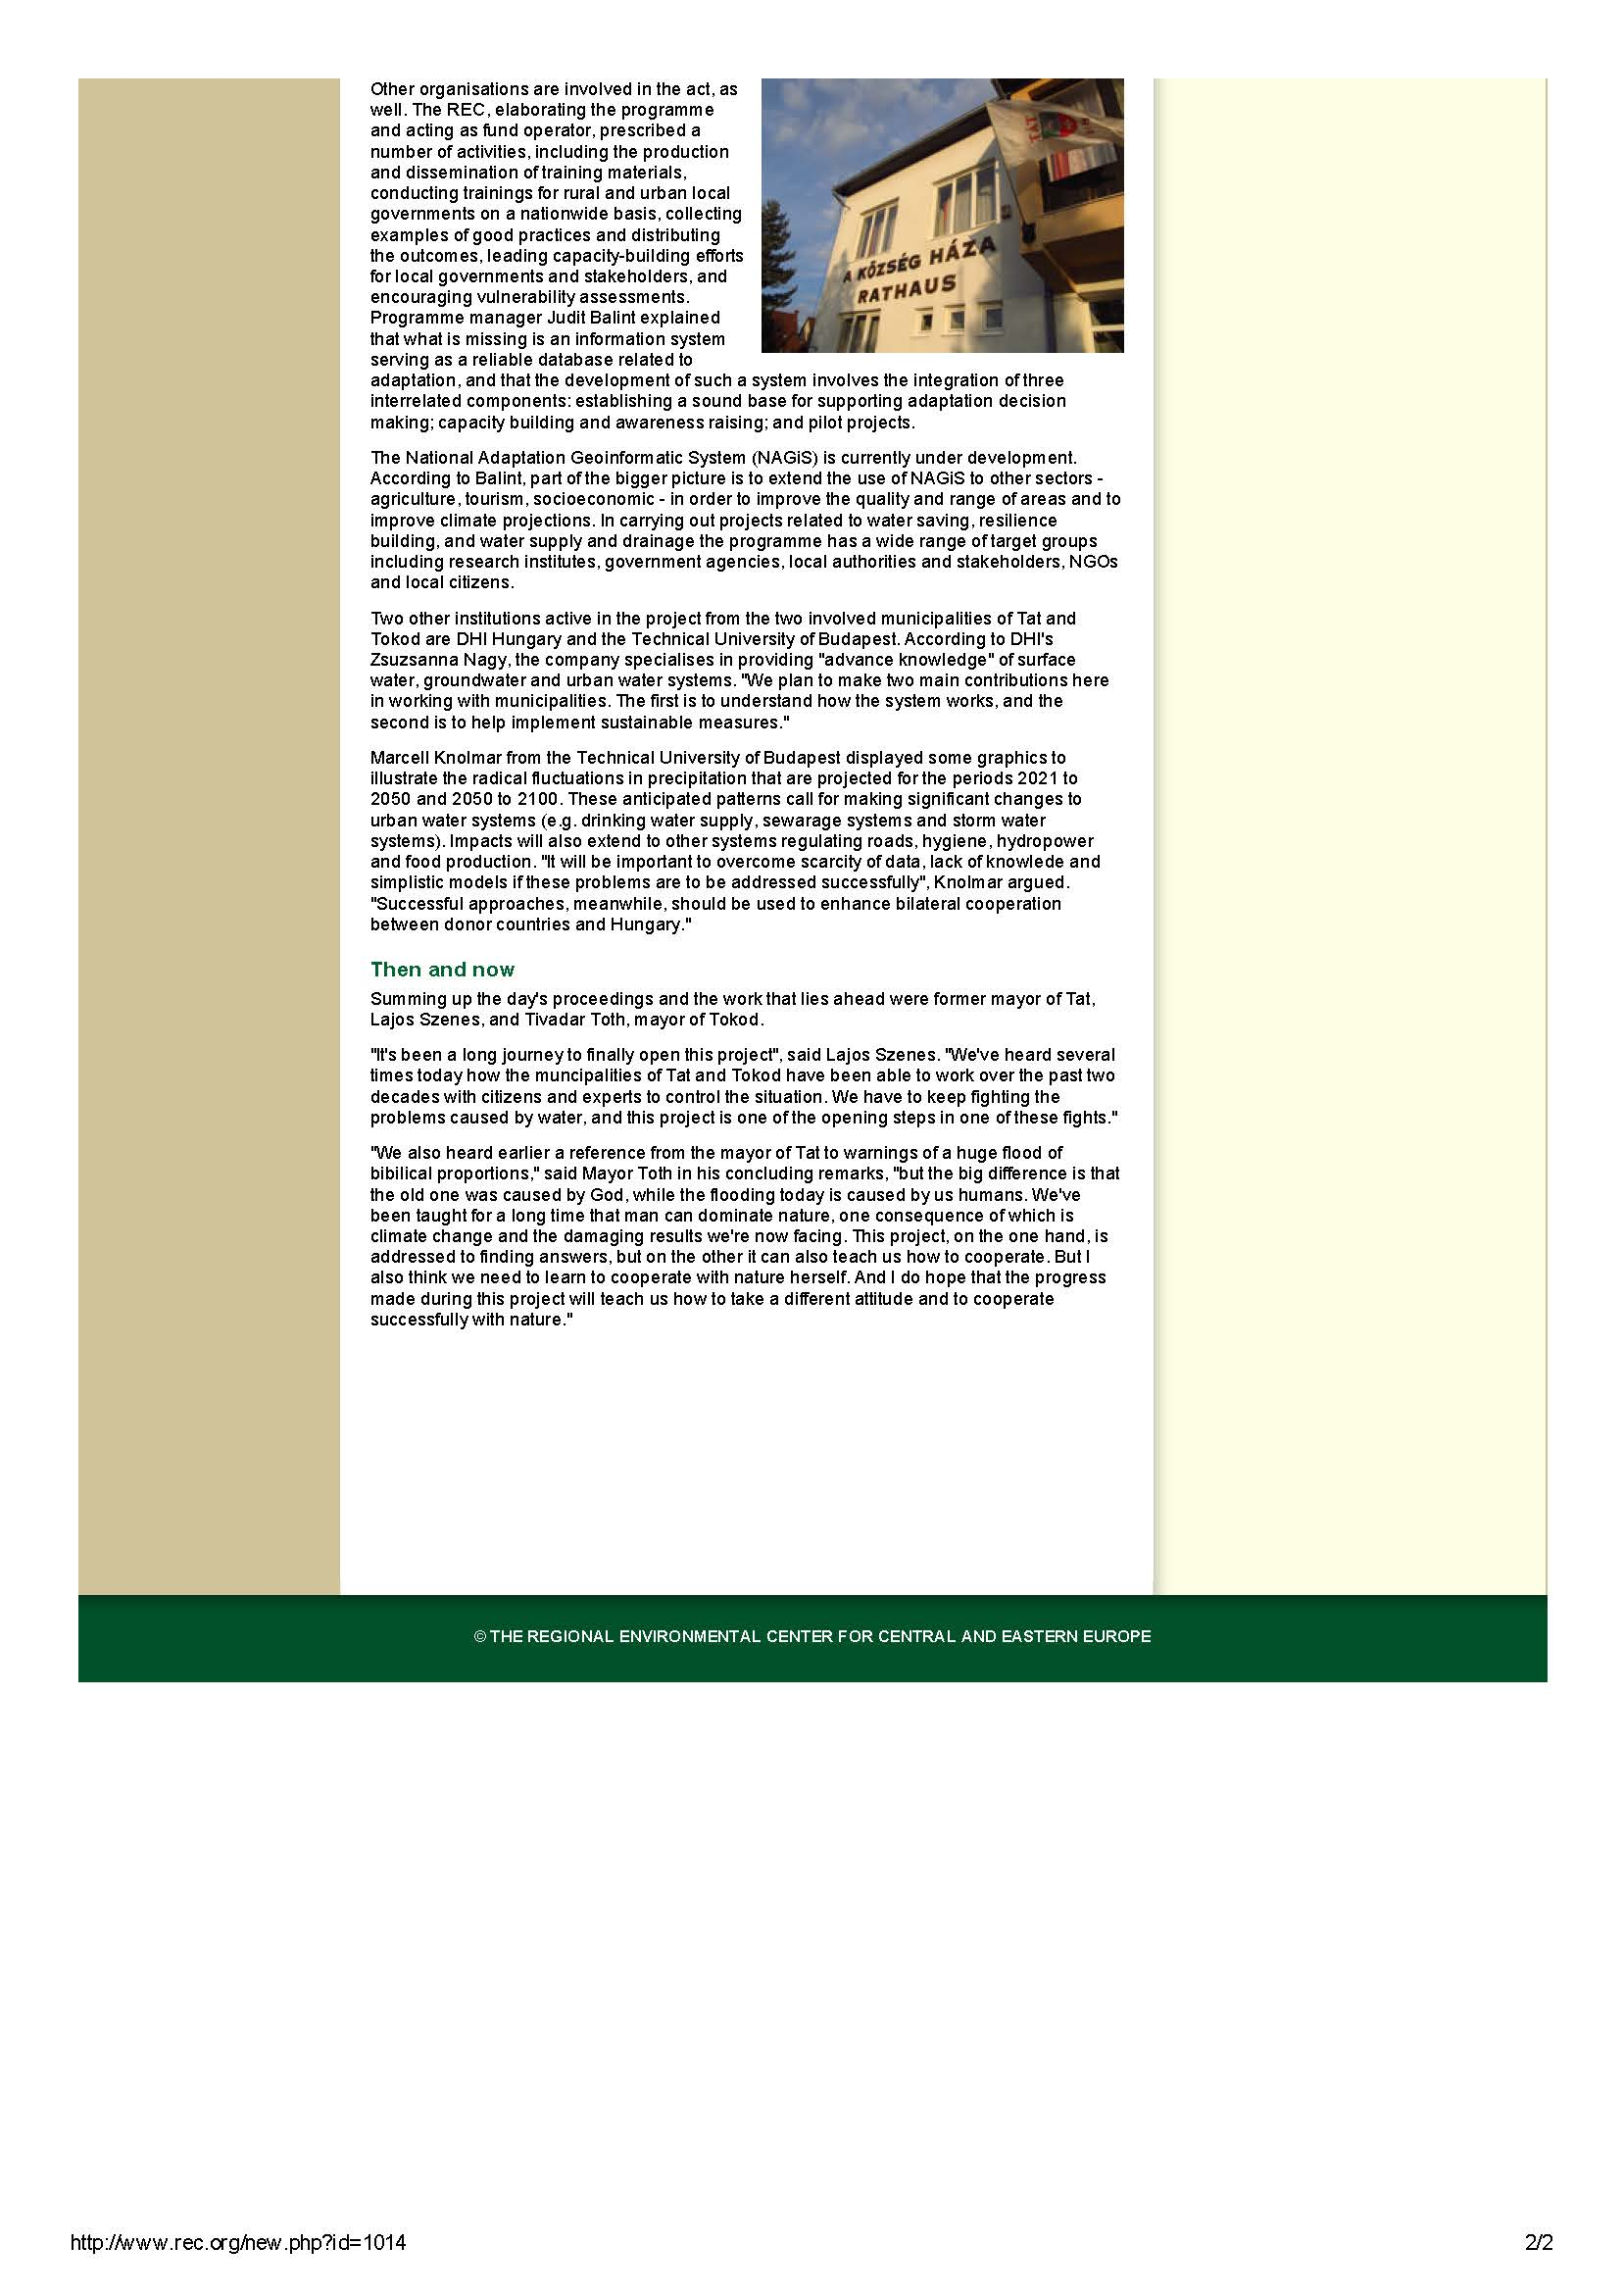 Other organisations are involved in the act, as
well. The REC, elaborating the programme
and acting as fund operator, prescribed a
number of activities, including the production
and dissemination of training materials,
conducting trainings for rural and urban local
governments on a nationwide basis, collecting
examples of good practices and distributing
the outcomes, leading capacity-building efforts
for local governments and stakeholders, and
encouraging vulnerability assessments.
Programme manager Judit Balint explained
that what is missing is an information system
serving as a reliable database related to
adaptation, and that the development of such a system involves the integration of three
interrelated components: establishing a sound base for supporting adaptation decision
making; capacity building and awareness raising; and pilot projects.
TAT
A KÖZSÉG HÁZA
RATHAUS
The National Adaptation Geoinformatic System (NAGiS) is currently under development.
According to Balint, part of the bigger picture is to extend the use of NAGiS to other sectors -
agriculture, tourism, socioeconomic - in order to improve the quality and range of areas and to
improve climate projections. In carrying out projects related to water saving, resilience
building, and water supply and drainage the programme has a wide range of target groups
including research institutes, government agencies, local authorities and stakeholders, NGOs
and local citizens.
Two other institutions active in the project from the two involved municipalities of Tat and
Tokod are DHI Hungary and the Technical University of Budapest. According to DHI's
Zsuzsanna Nagy, the company specialises in providing "advance knowledge" of surface
water, groundwater and urban water systems. "We plan to make two main contributions here
in working with municipalities. The first is to understand how the system works, and the
second is to help implement sustainable measures."
Marcell Knolmar from the Technical University of Budapest displayed some graphics to
illustrate the radical fluctuations in precipitation that are projected for the periods 2021 to
2050 and 2050 to 2100. These anticipated patterns call for making significant changes to
urban water systems (e.g. drinking water supply, sewarage systems and storm water
systems). Impacts will also extend to other systems regulating roads, hygiene, hydropower
and food production. "It will be important to overcome scarcity of data, lack of knowlede and
simplistic models if these problems are to be addressed successfully", Knolmar argued.
"Successful approaches, meanwhile, should be used to enhance bilateral cooperation
between donor countries and Hungary."
Then and now
Summing up the day's proceedings and the work that lies ahead were former mayor of Tat,
Lajos Szenes, and Tivadar Toth, mayor of Tokod.
"It's been a long journey to finally open this project", said Lajos Szenes. "We've heard several
times today how the muncipalities of Tat and Tokod have been able to work over the past two
decades with citizens and experts to control the situation. We have to keep fighting the
problems caused by water, and this project is one of the opening steps in one of these fights."
"We also heard earlier a reference from the mayor of Tat to warnings of a huge flood of
bibilical proportions," said Mayor Toth in his concluding remarks, "but the big difference is that
the old one was caused by God, while the flooding today is caused by us humans. We've
been taught for a long time that man can dominate nature, one consequence of which is
climate change and the damaging results we're now facing. This project, on the one hand, is
addressed to finding answers, but on the other it can also teach us how to cooperate. But I
also think we need to learn to cooperate with nature herself. And I do hope that the progress
made during this project will teach us how to take a different attitude and to cooperate
successfully with nature."
© THE REGIONAL ENVIRONMENTAL CENTER FOR CENTRAL AND EASTERN EUROPE
http://www.rec.org/new.php?id=1014
2/2